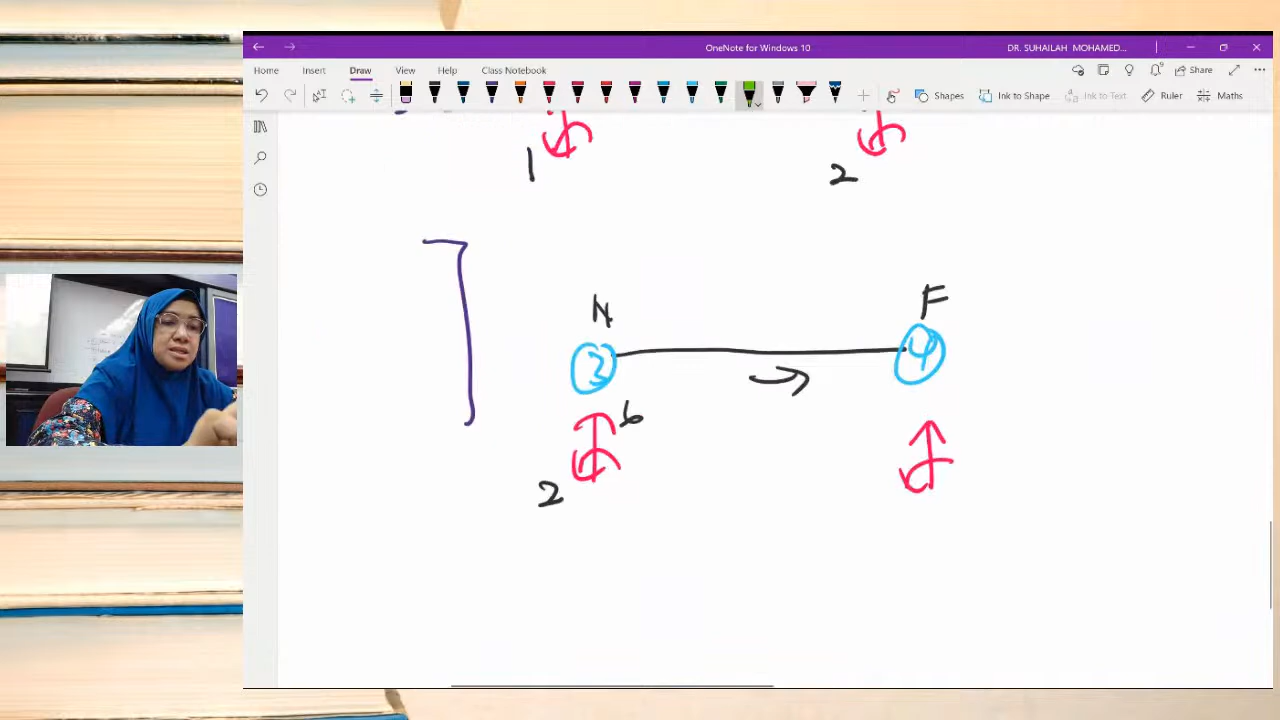 OneNote for Windows 10 DR. SUHAILAH MOHAMED...
Home Insert Draw View Help Class Notebook Share
Shapes Ink to Shape Ink to Text Ruler Maths
1 2
N F
3 4
6
2